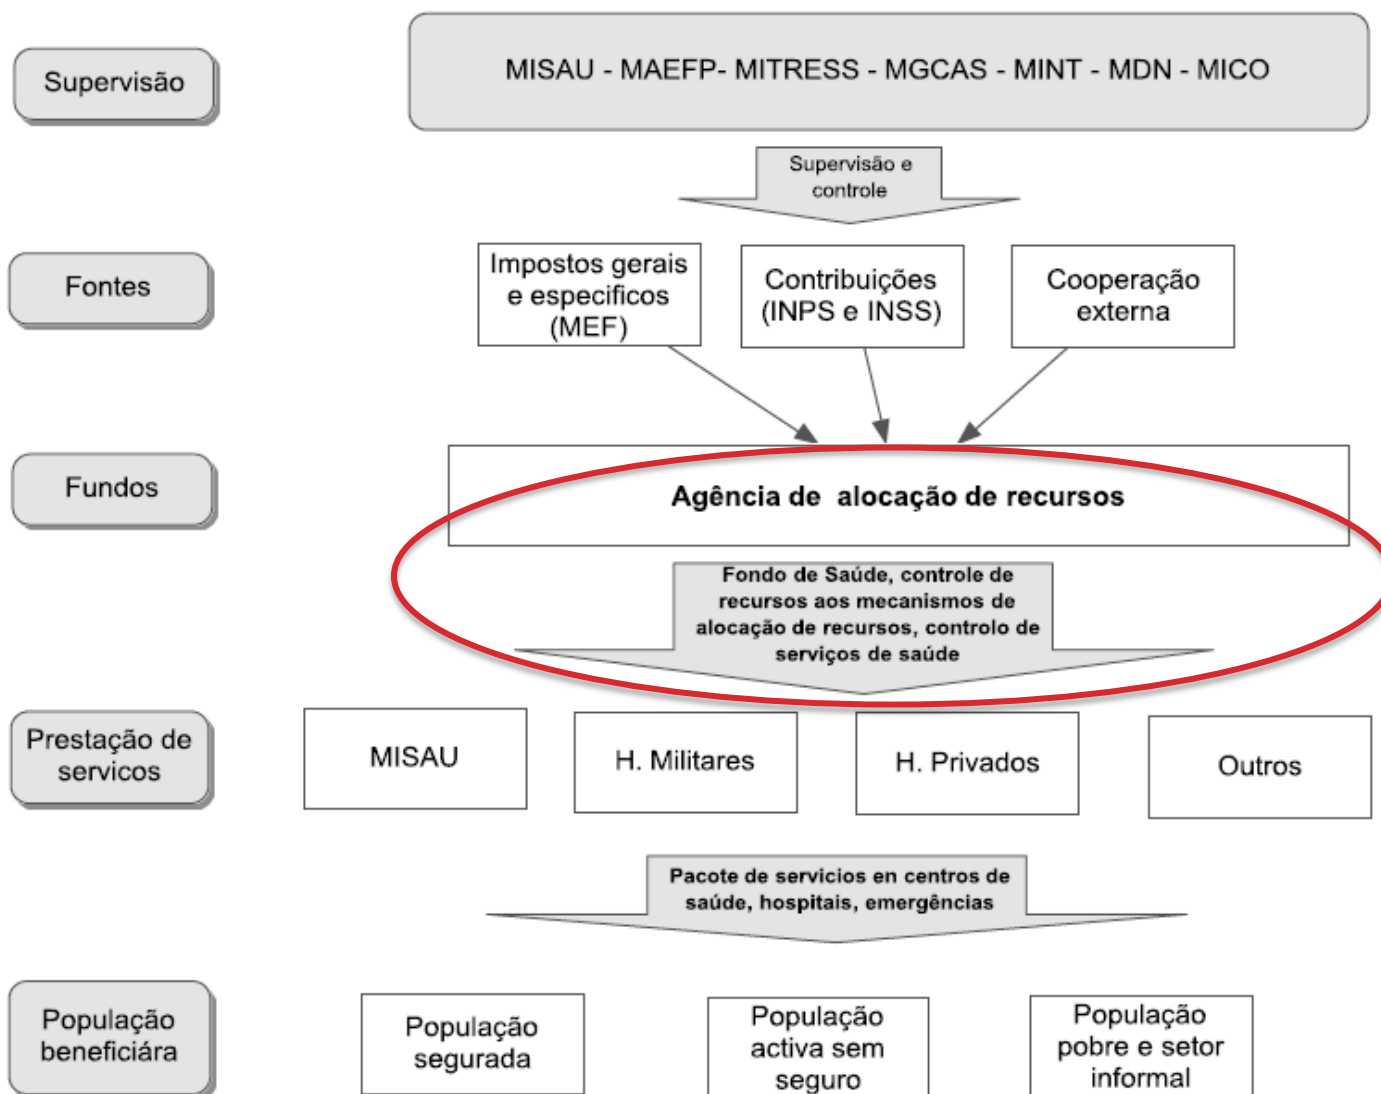 Supervisão
MISAU - MAEFP- MITRESS - MGCAS - MINT - MDN - MICO
Supervisão e
controle
Fontes
Impostos gerais
e especificos
(MEF)
Contribuições
(INPS e INSS)
Cooperação
externa
Fundos
Agência de alocação de recursos
Fondo de Saúde, controle de
recursos aos mecanismos de
alocação de recursos, controlo de
serviços de saúde
Prestação de
servicos
MISAU
H. Militares
H. Privados
Outros
Pacote de servicios en centros de
saúde, hospitais, emergências
População
beneficiára
População
segurada
População
activa sem
seguro
População
pobre e setor
informal